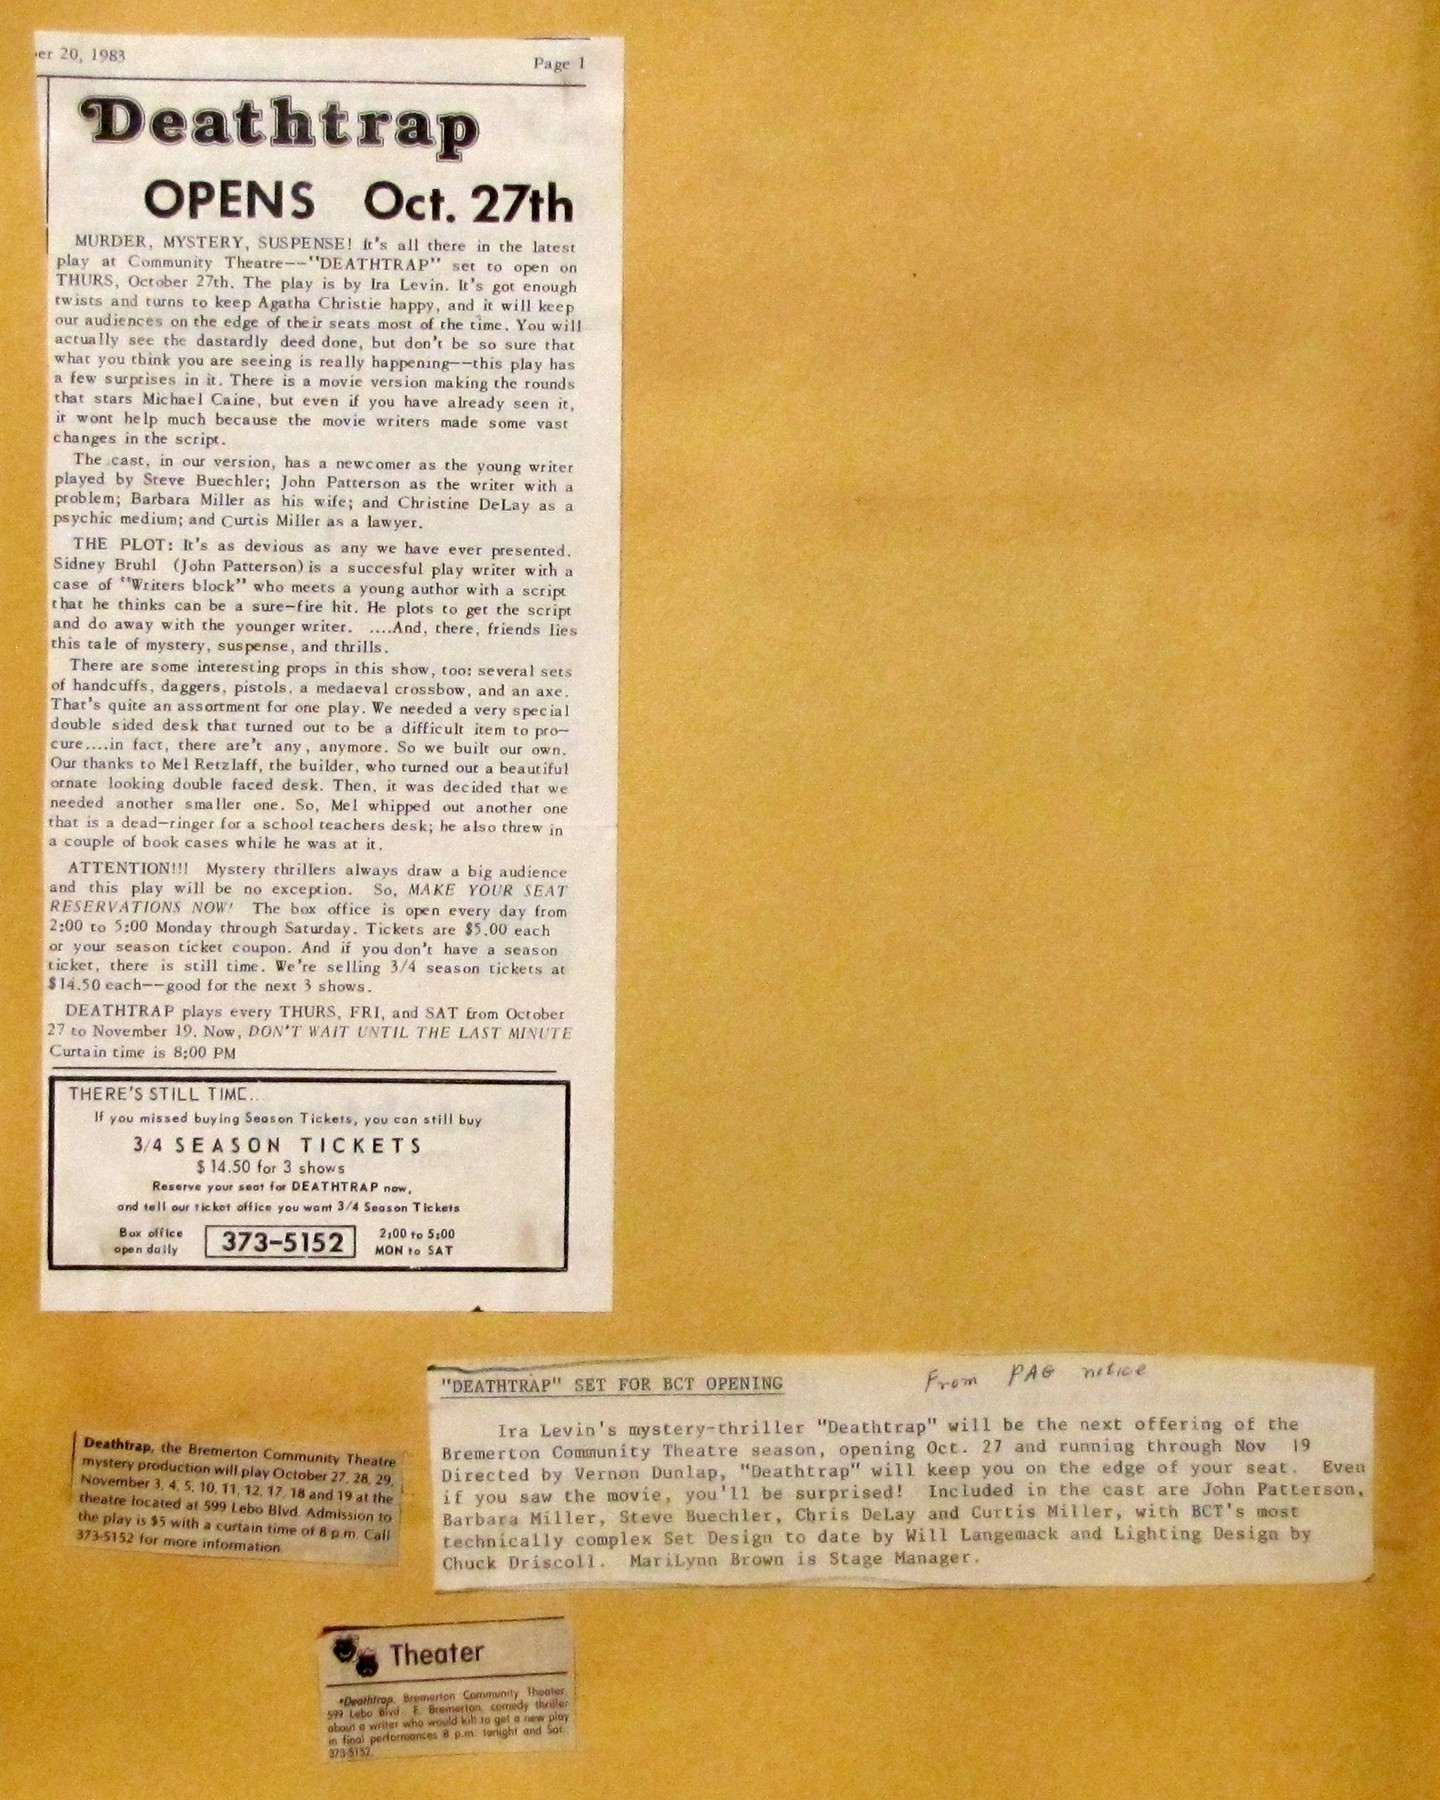 er 20, 1983
Page 1
Deathtrap
OPENS Oct. 27th
MURDER, MYSTERY, SUSPENSE! It's all there in the latest
play at Community Theatre--"DEATHTRAP" set to open on
THURS, October 27th. The play is by Ira Levin. It's got enough
twists and turns to keep Agatha Christie happy, and it will keep
our audiences on the edge of their seats most of the time. You will
actually see the dastardly deed done, but don't be so sure that
what you think you are seeing is really happening--this play has
a few surprises in it. There is a movie version making the rounds
that stars Michael Caine, but even if you have already seen it,
it wont help much because the movie writers made some vast
changes in the script.
The cast, in our version, has a newcomer as the young writer
played by Steve Buechler; John Patterson as the writer with a
problem; Barbara Miller as his wife; and Christine DeLay as a
psychic medium; and Curtis Miller as a lawyer.
THE PLOT: It's as devious as any we have ever presented.
Sidney Bruhl (John Patterson) is a succesful play writer with a
case of "Writers block" who meets a young author with a script
that he thinks can be a sure-fire hit. He plots to get the script
and do away with the younger writer. ....And, there, friends lies
this tale of mystery, suspense, and thrills.
There are some interesting props in this show, too: several sets
of handcuffs, daggers, pistols, a medaeval crossbow, and an axe.
That's quite an assortment for one play. We needed a very special
double sided desk that turned out to be a difficult item to pro-
cure....in fact, there are't any, anymore. So we built our own.
Our thanks to Mel Retzlaff, the builder, who turned out a beautiful
ornate looking double faced desk. Then, it was decided that we
needed another smaller one. So, Mel whipped out another one
that is a dead-ringer for a school teachers desk; he also threw in
a couple of book cases while he was at it.
ATTENTION!!! Mystery thrillers always draw a big audience
and this play will be no exception. So, MAKE YOUR SEAT
RESERVATIONS NOW! The box office is open every day from
2:00 to 5:00 Monday through Saturday. Tickets are $5.00 each
or your season ticket coupon. And if you don't have a season
ticket, there is still time. We're selling 3/4 season tickets at
$14.50 each--good for the next 3 shows.
DEATHTRAP plays every THURS, FRI, and SAT from October
27 to November 19. Now, DON'T WAIT UNTIL THE LAST MINUTE
Curtain time is 8:00 PM
THERE'S STILL TIME...
If you missed buying Season Tickets, you can still buy
3/4 SEASON TICKETS
$14.50 for 3 shows
Reserve your seat for DEATHTRAP now,
and tell our ticket office you want 3/4 Season Tickets
Box office
open daily
373-5152
2:00 to 5:00
MON to SAT
From PAG notice
"DEATHTRAP" SET FOR BCT OPENING
Ira Levin's mystery-thriller "Deathtrap" will be the next offering of the
Bremerton Community Theatre season, opening Oct. 27 and running through Nov 19
Directed by Vernon Dunlap, "Deathtrap" will keep you on the edge of your seat. Even
if you saw the movie, you'll be surprised! Included in the cast are John Patterson,
Barbara Miller, Steve Buechler, Chris DeLay and Curtis Miller, with BCT's most
technically complex Set Design to date by Will Langemack and Lighting Design by
Chuck Driscoll. MariLynn Brown is Stage Manager.
Deathtrap, the Bremerton Community Theatre
mystery production will play October 27, 28, 29,
November 3, 4, 5, 10, 11, 12, 17, 18 and 19 at the
theatre located at 599 Lebo Blvd. Admission to
the play is $5 with a curtain time of 8 p.m. Call
373-5152 for more information.
Theater
•Deathtrap, Bremerton Community Theater,
599 Lebo Blvd. E. Bremerton, comedy thriller
about a writer who would kill to get a new play
in final performances 8 p.m. tonight and Sat.
373-5152.